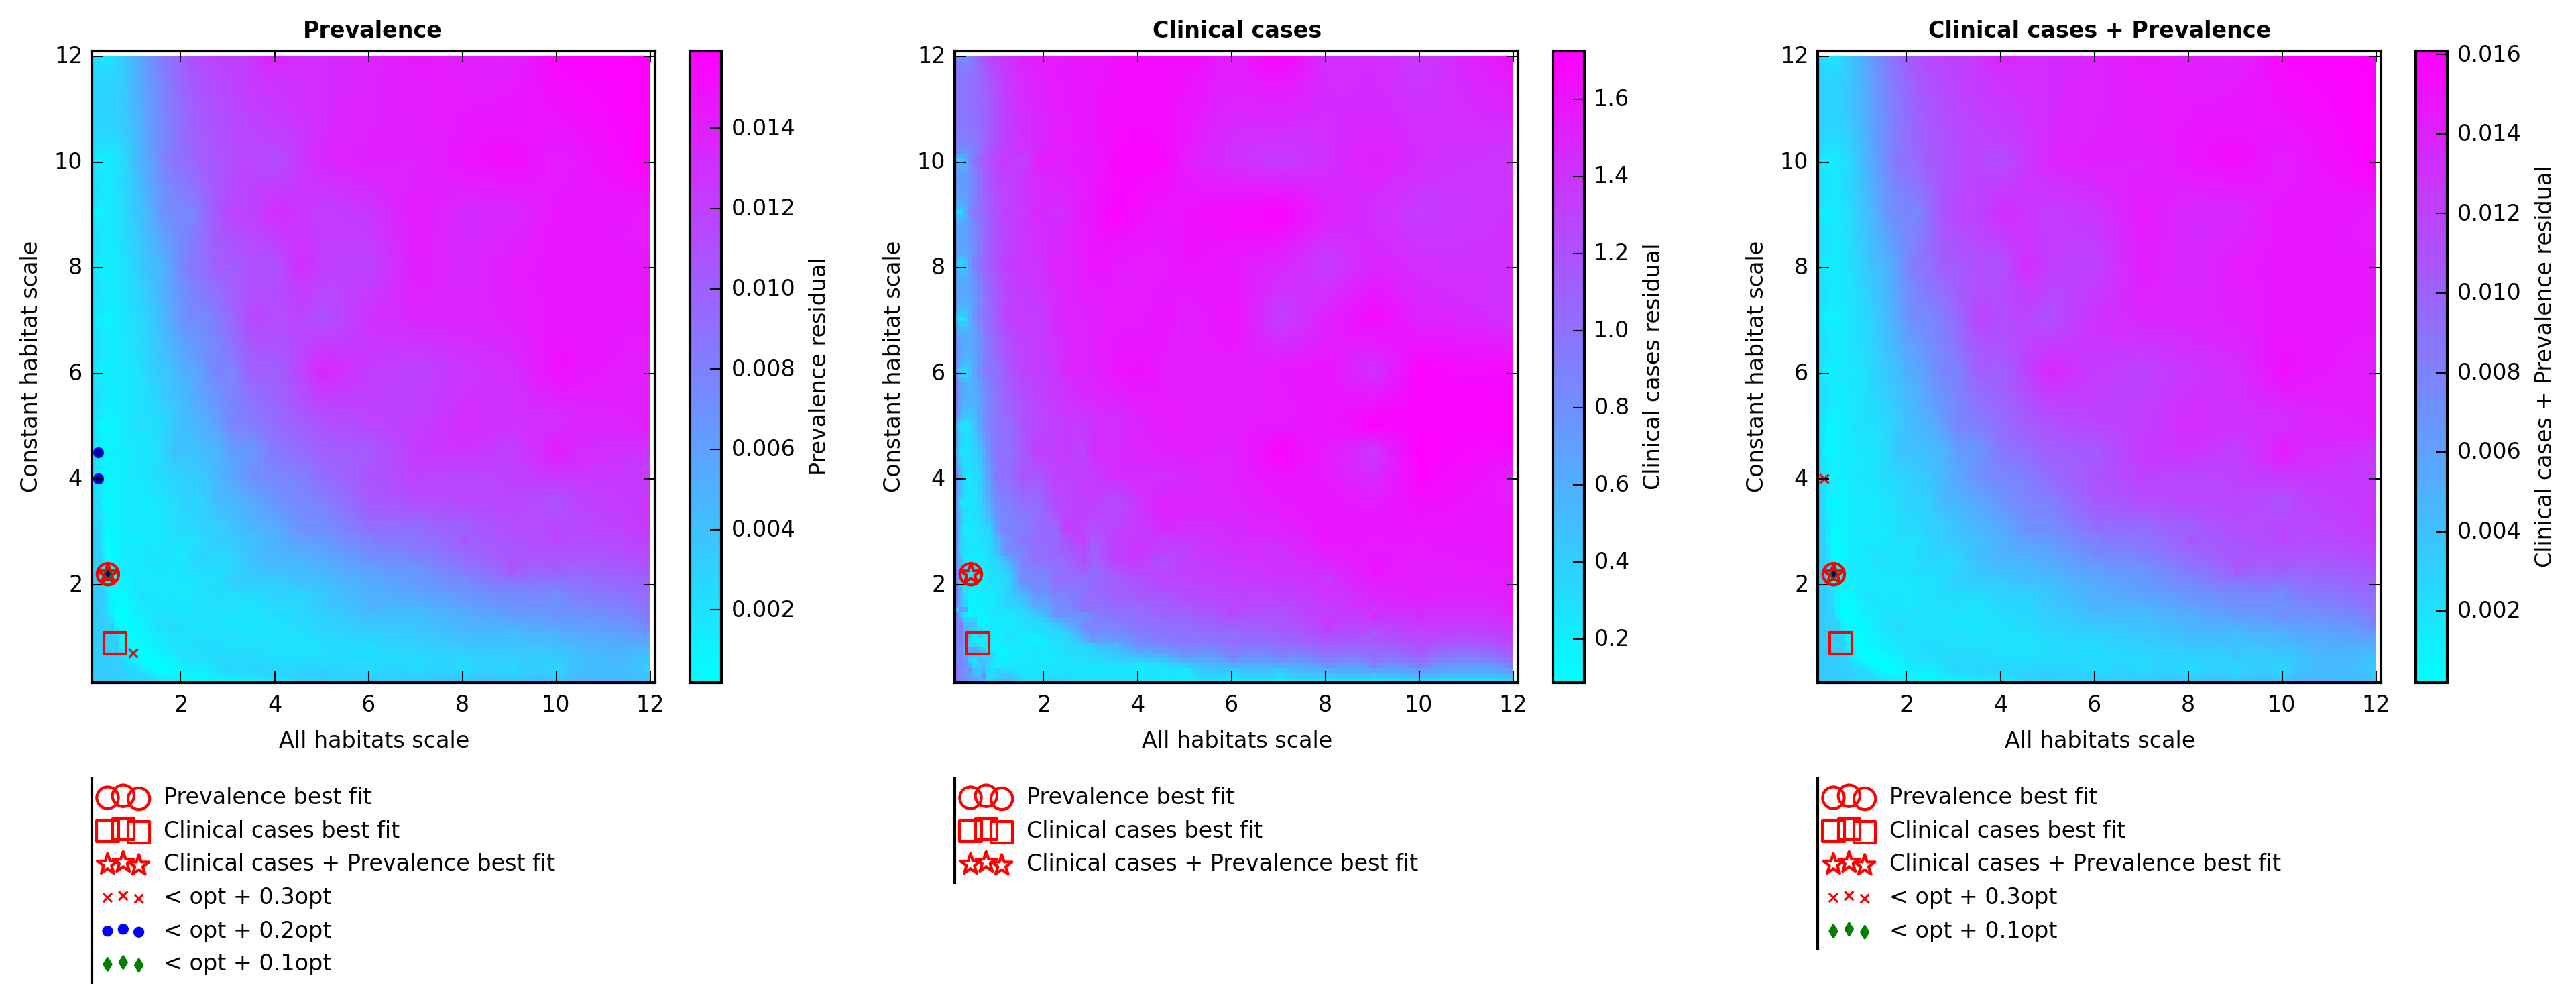 Prevalence
12
10
8
6
4
2
Constant habitat scale
2 4 6 8 10 12
All habitats scale
0.014
0.012
0.010
0.008
0.006
0.004
0.002
Prevalence residual
Prevalence best fit
Clinical cases best fit
Clinical cases + Prevalence best fit
< opt + 0.3opt
< opt + 0.2opt
< opt + 0.1opt
Clinical cases
12
10
8
6
4
2
Constant habitat scale
2 4 6 8 10 12
All habitats scale
1.6
1.4
1.2
1.0
0.8
0.6
0.4
0.2
Clinical cases residual
Prevalence best fit
Clinical cases best fit
Clinical cases + Prevalence best fit
Clinical cases + Prevalence
12
10
8
6
4
2
Constant habitat scale
2 4 6 8 10 12
All habitats scale
0.016
0.014
0.012
0.010
0.008
0.006
0.004
0.002
Clinical cases + Prevalence residual
Prevalence best fit
Clinical cases best fit
Clinical cases + Prevalence best fit
< opt + 0.3opt
< opt + 0.1opt